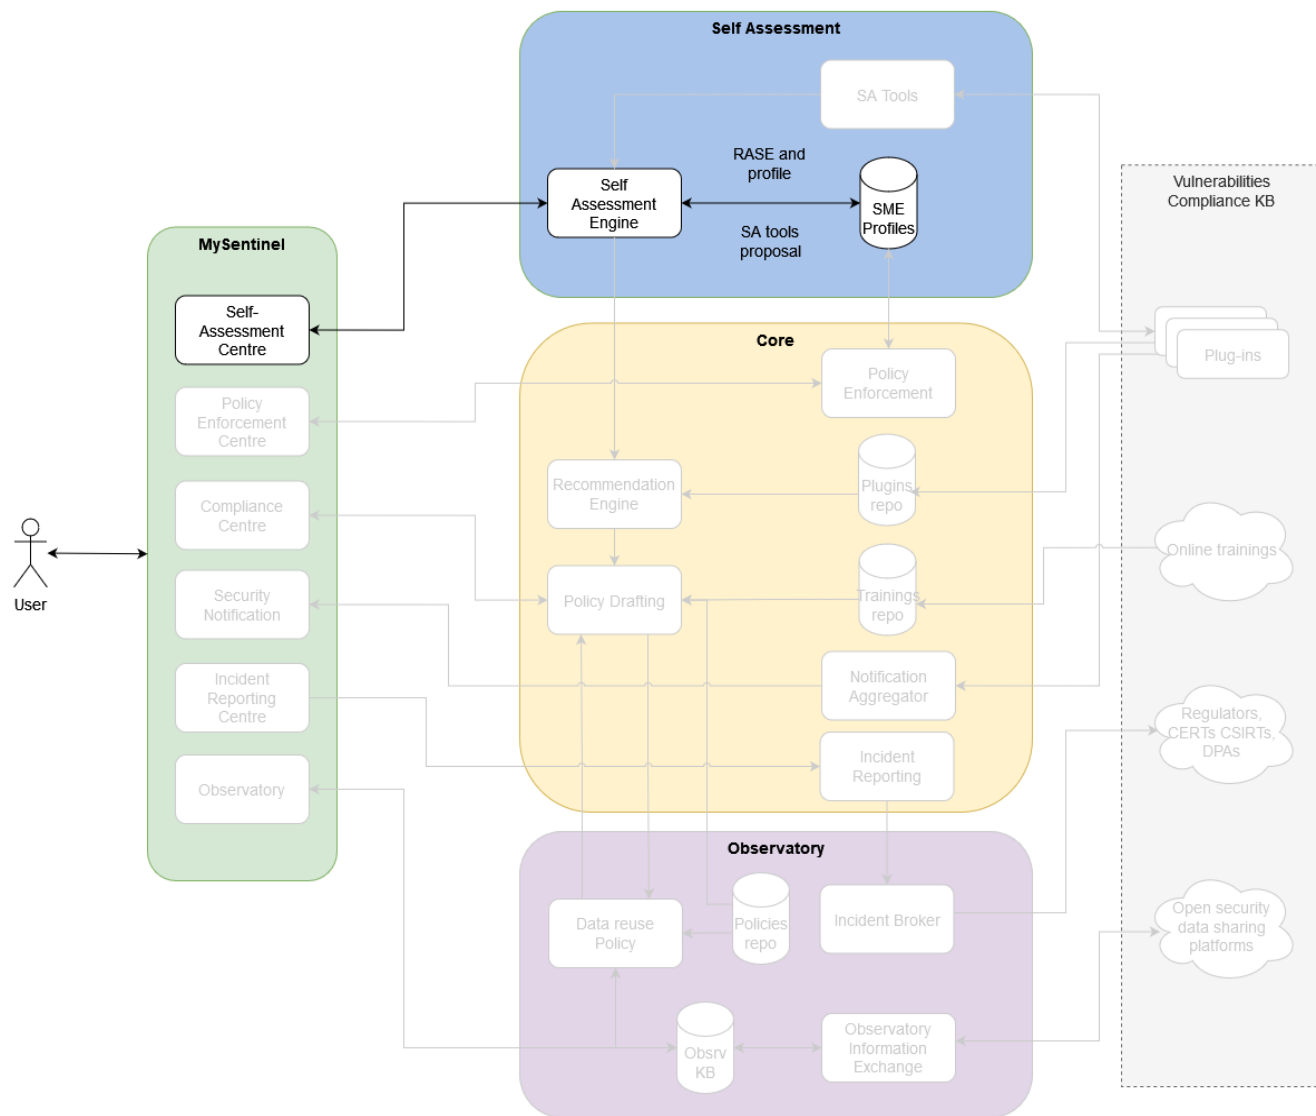 Self Assessment
SA Tools
RASE and
profile
Self
Assessment
Engine
SME
Profiles
SA tools
proposal
Vulnerabilities
Compliance KB
MySentinel
Self-
Assessment
Centre
Policy
Enforcement
Centre
Compliance
Centre
Security
Notification
Incident
Reporting
Centre
Observatory
User
Core
Policy
Enforcement
Recommendation
Engine
Plugins
repo
Policy Drafting
Trainings
repo
Notification
Aggregator
Incident
Reporting
Plug-ins
Online trainings
Regulators,
CERTs CSIRTs,
DPAs
Open security
data sharing
platforms
Observatory
Data reuse
Policy
Policies
repo
Incident Broker
Obsrv
KB
Observatory
Information
Exchange